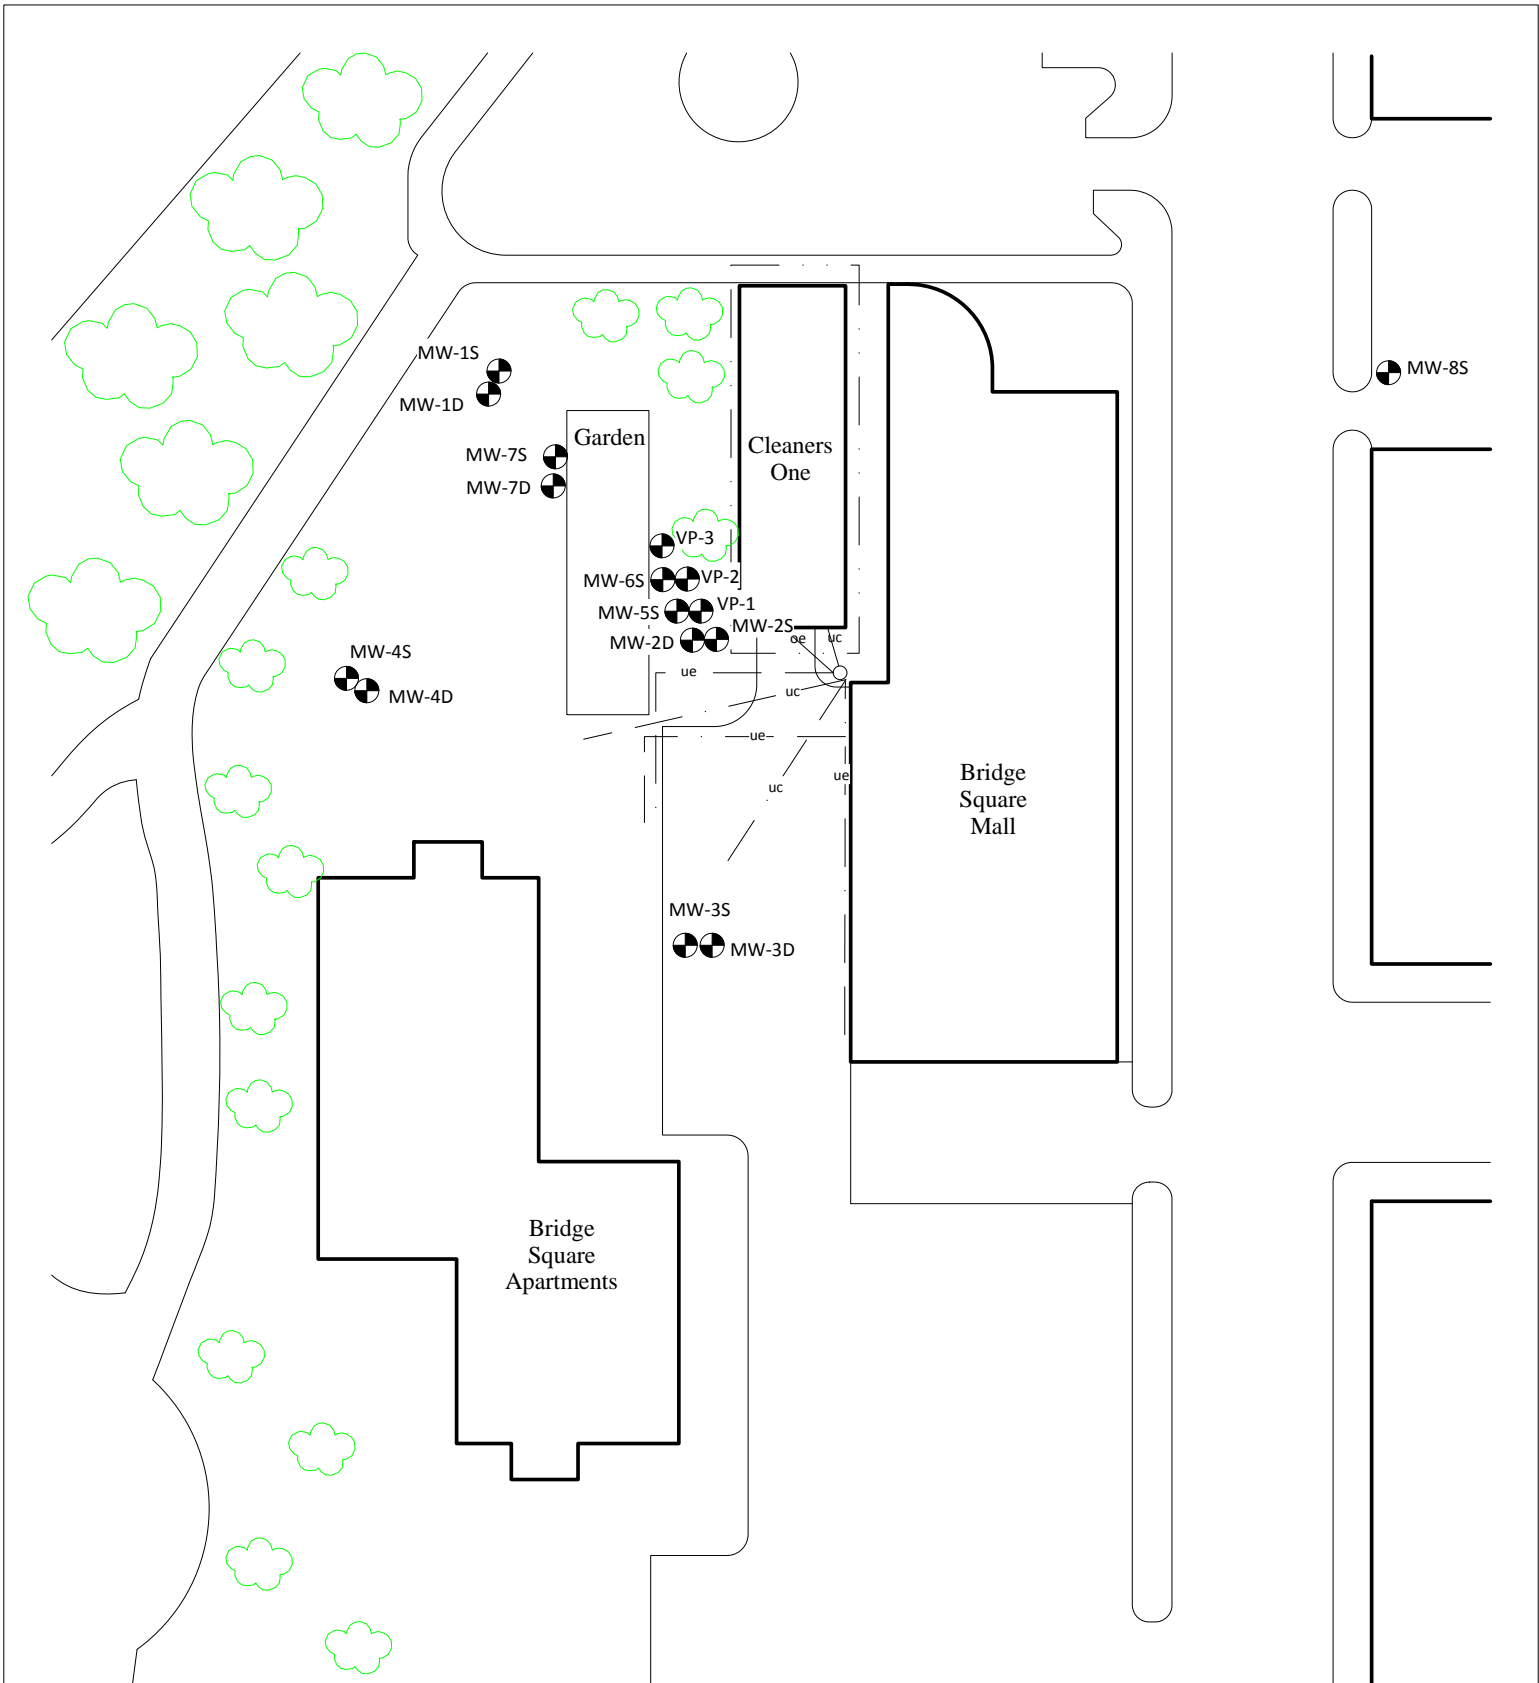 MW-1S
MW-8S
MW-1D
Garden
Cleaners
One
MW-7S
MW-7D
VP-3
MW-6S
VP-2
MW-5S
VP-1
MW-2S
MW-2D
oe
uc
MW-4S
ue
MW-4D
uc
ue
ue
uc
Bridge
Square
Mall
MW-3S
MW-3D
Bridge
Square
Apartments